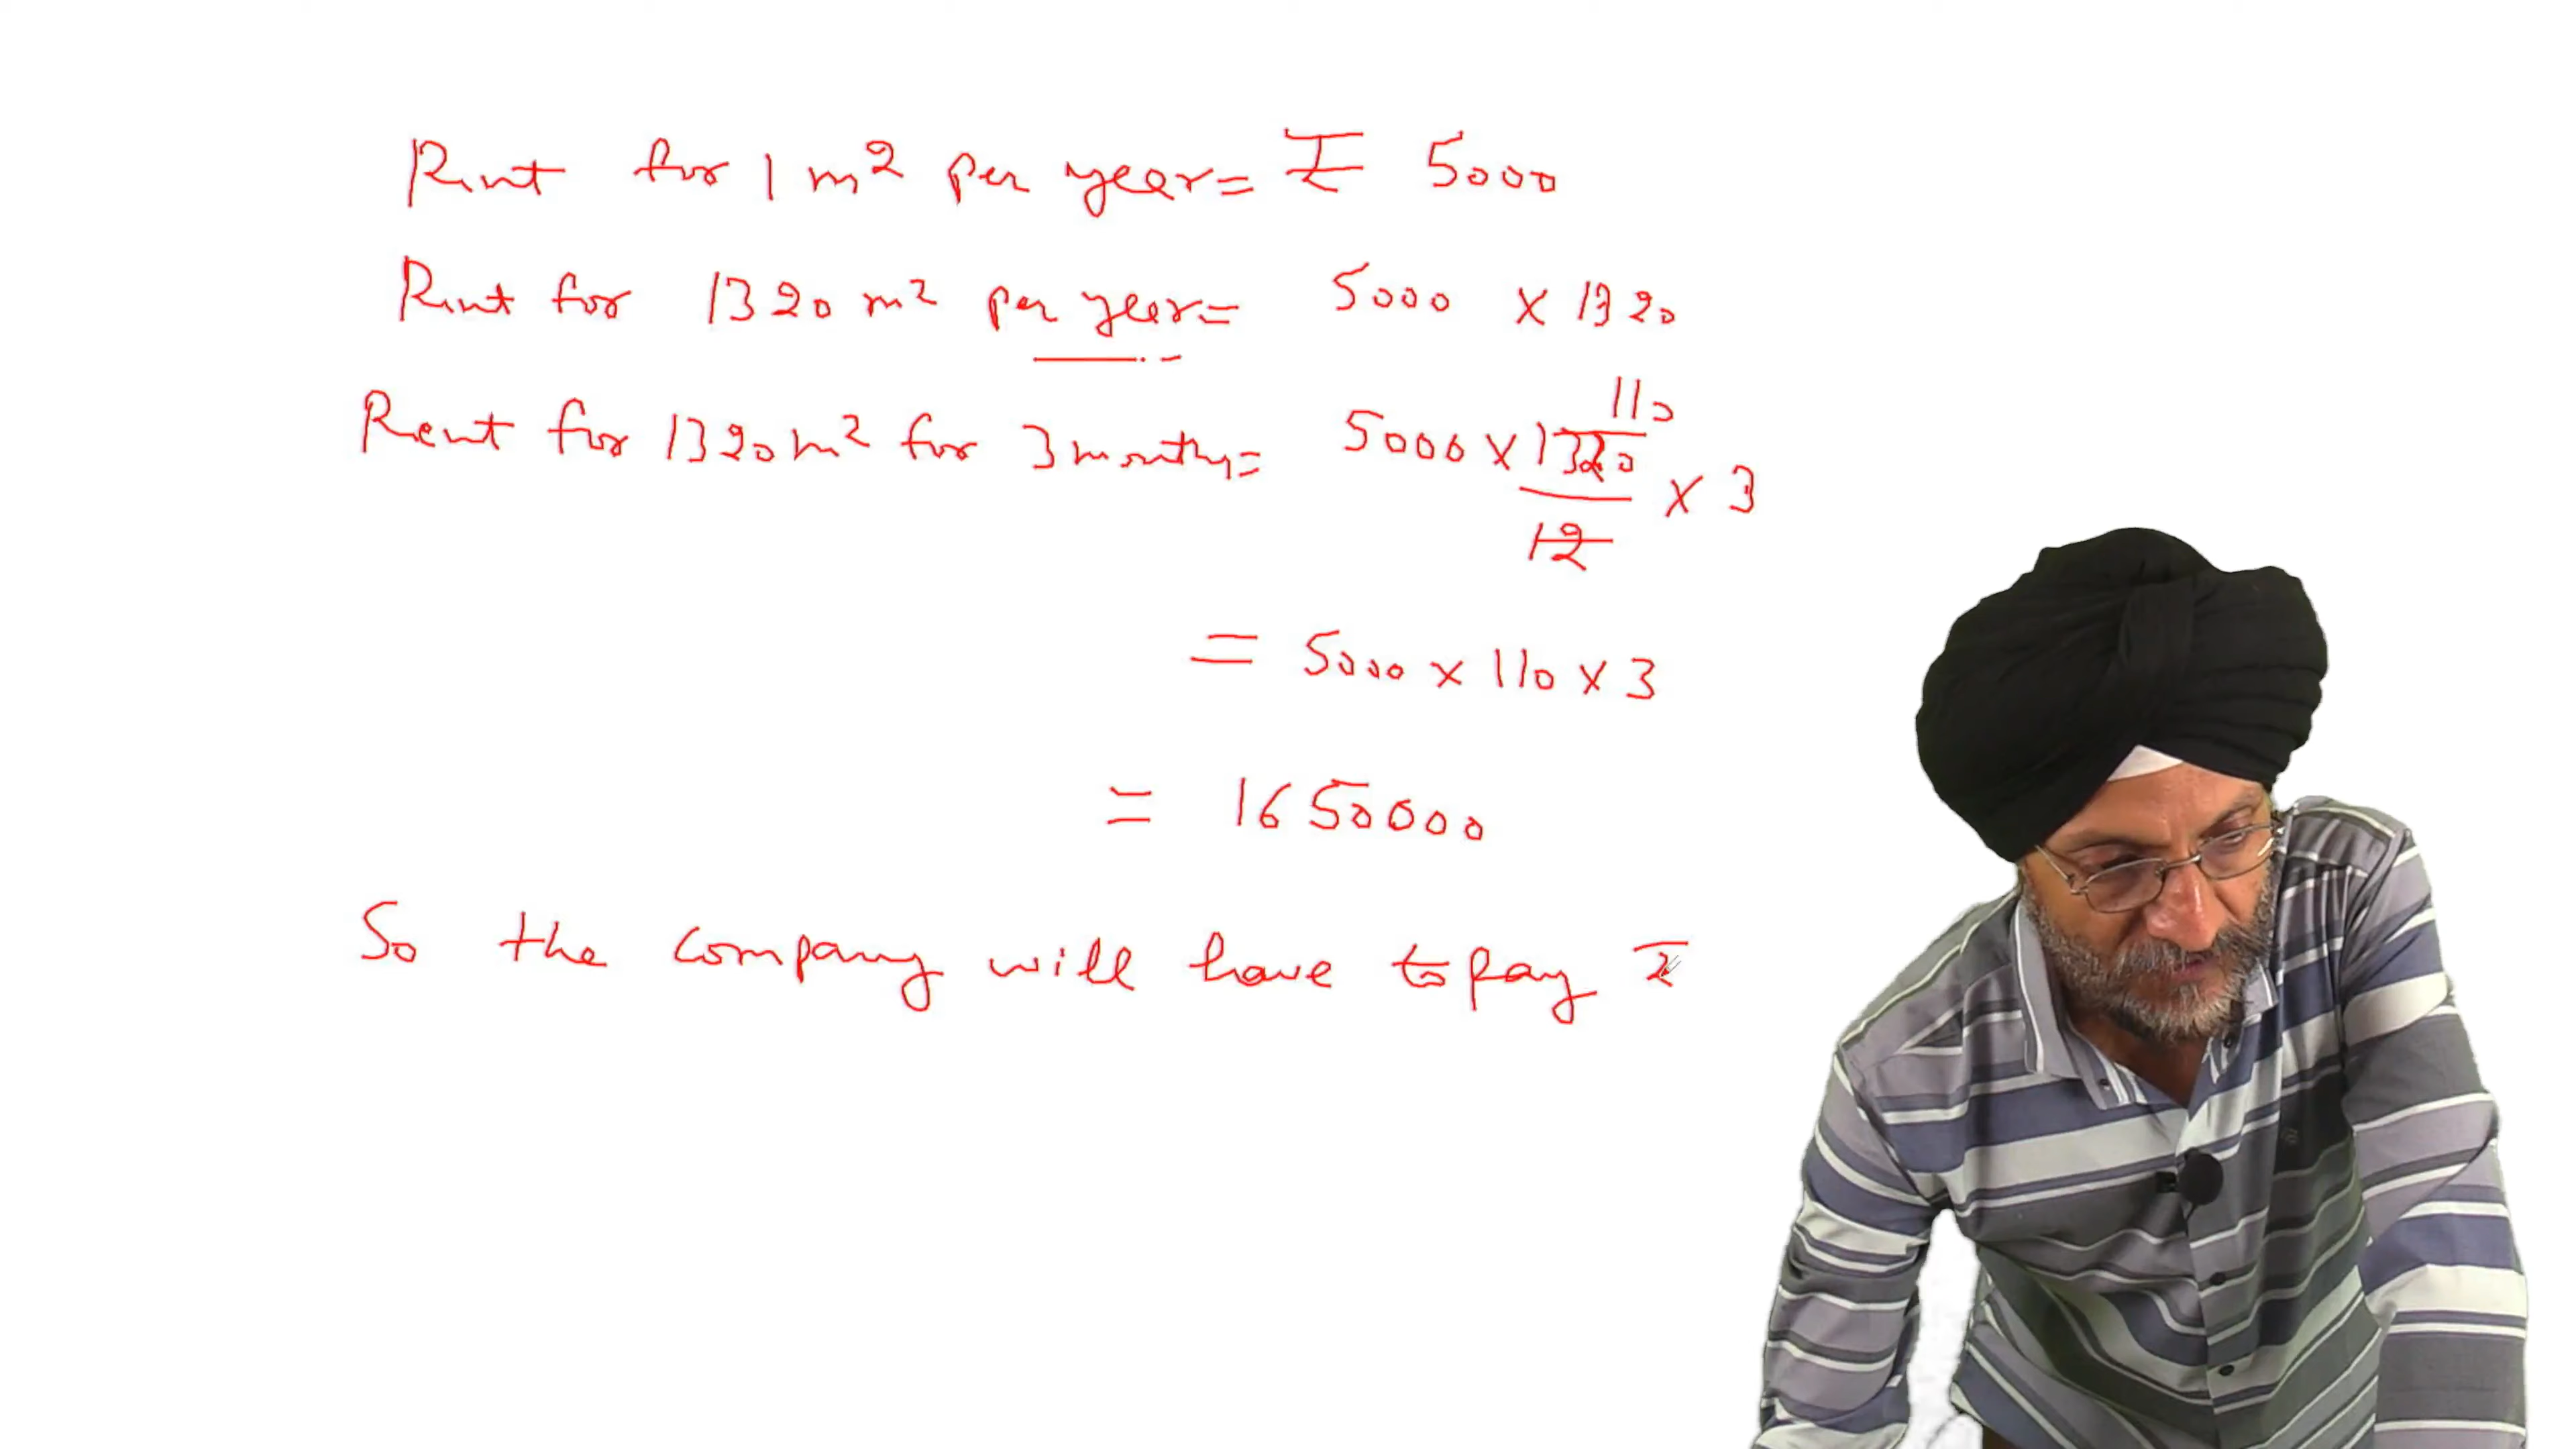 Rent for 1 m² per year = ₹ 5000
Rent for 1320 m² per year = 5000 × 1320
110
Rent for 1320 m² for 3 months = 5000 × 1320 / 12 × 3
= 5000 × 110 × 3
= 1650000
So the company will have to pay ₹